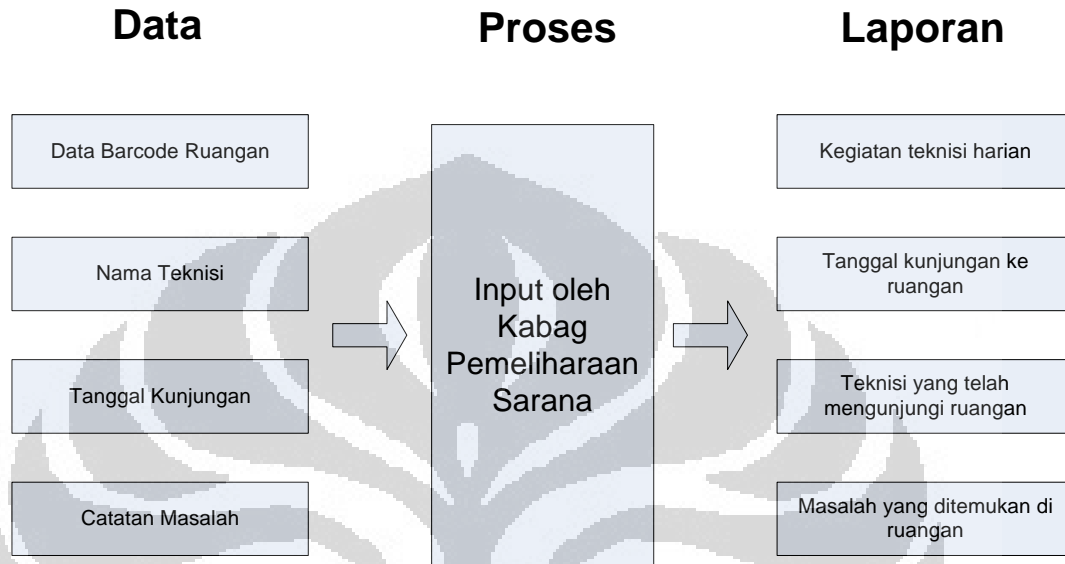 Data
Proses
Laporan
Data Barcode Ruangan
Nama Teknisi
Tanggal Kunjungan
Catatan Masalah
Input oleh
Kabag
Pemeliharaan
Sarana
Kegiatan teknisi harian
Tanggal kunjungan ke
ruangan
Teknisi yang telah
mengunjungi ruangan
Masalah yang ditemukan di
ruangan